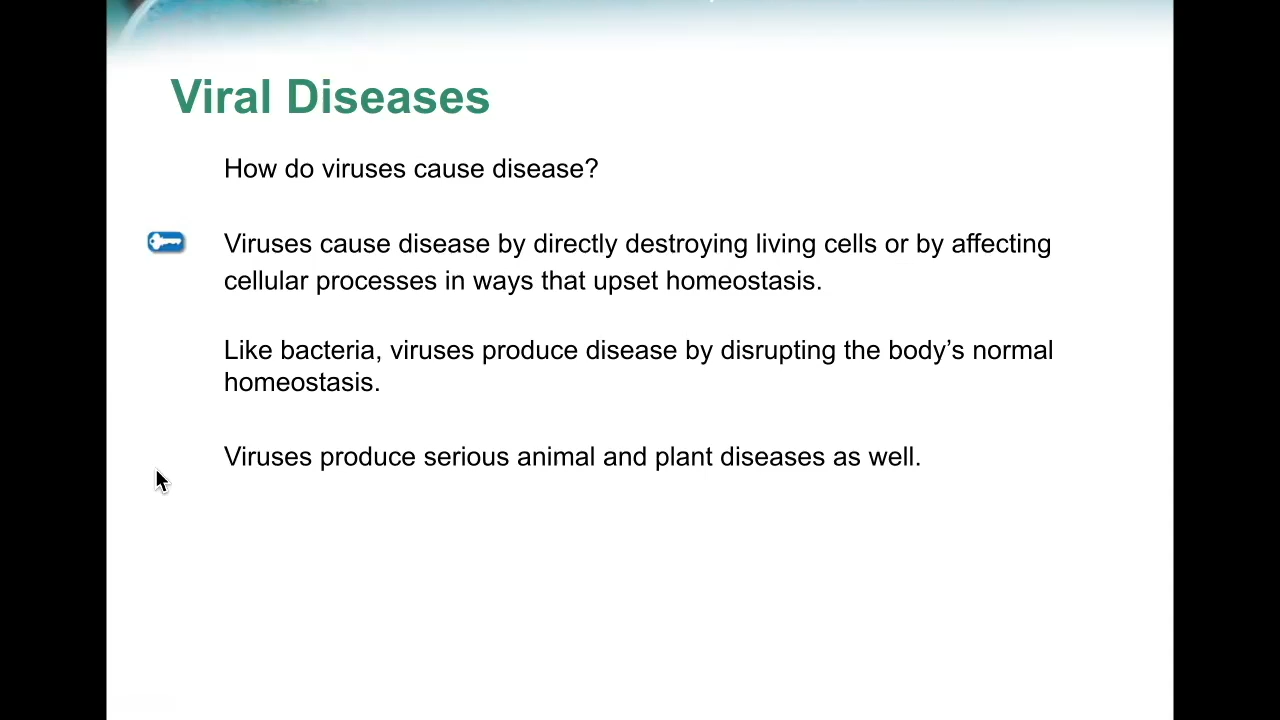 Viral Diseases
How do viruses cause disease?
Viruses cause disease by directly destroying living cells or by affecting
cellular processes in ways that upset homeostasis.
Like bacteria, viruses produce disease by disrupting the body’s normal
homeostasis.
Viruses produce serious animal and plant diseases as well.